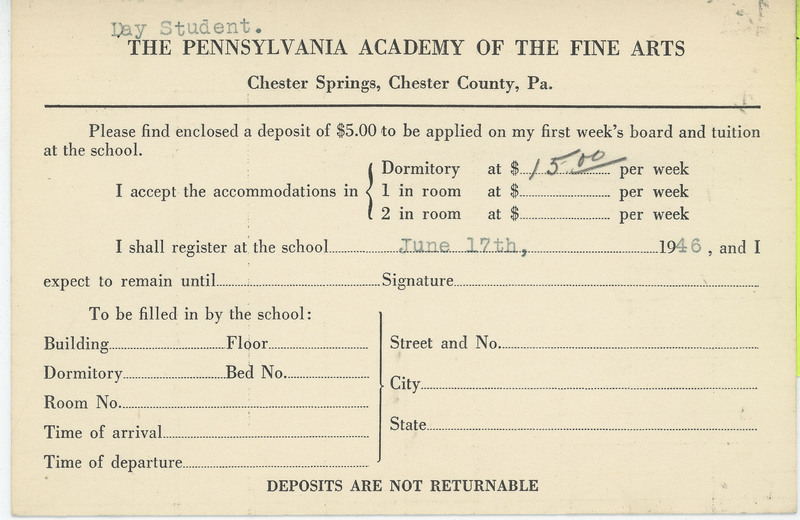 Day Student.
THE PENNSYLVANIA ACADEMY OF THE FINE ARTS
Chester Springs, Chester County, Pa.
Please find enclosed a deposit of $5.00 to be applied on my first week's board and tuition
at the school.
Dormitory at $ 15.00 per week
I accept the accommodations in { 1 in room at $ per week
2 in room at $ per week
I shall register at the school June 17th, 1946, and I
expect to remain until Signature
To be filled in by the school:
Building Floor
Dormitory Bed No.
Room No.
Time of arrival
Time of departure
Street and No.
City
State
DEPOSITS ARE NOT RETURNABLE